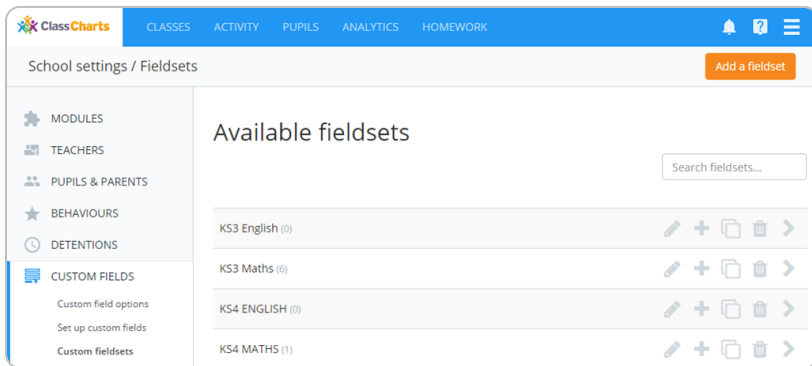 ClassCharts CLASSES ACTIVITY PUPILS ANALYTICS HOMEWORK ?
School settings / Fieldsets Add a fieldset
MODULES
TEACHERS
PUPILS & PARENTS
BEHAVIOURS
DETENTIONS
CUSTOM FIELDS
Custom field options
Set up custom fields
Custom fieldsets
Available fieldsets
Search fieldsets...
KS3 English (0)
KS3 Maths (6)
KS4 ENGLISH (0)
KS4 MATHS (1)